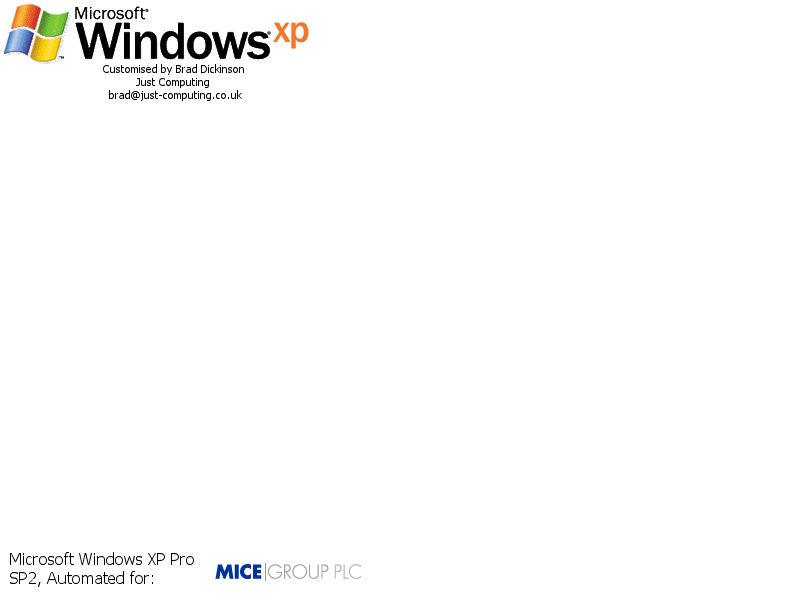 Microsoft®
Windows® xp
Customised by Brad Dickinson
Just Computing
brad@just-computing.co.uk
Microsoft Windows XP Pro
SP2, Automated for:
MICE|GROUP PLC